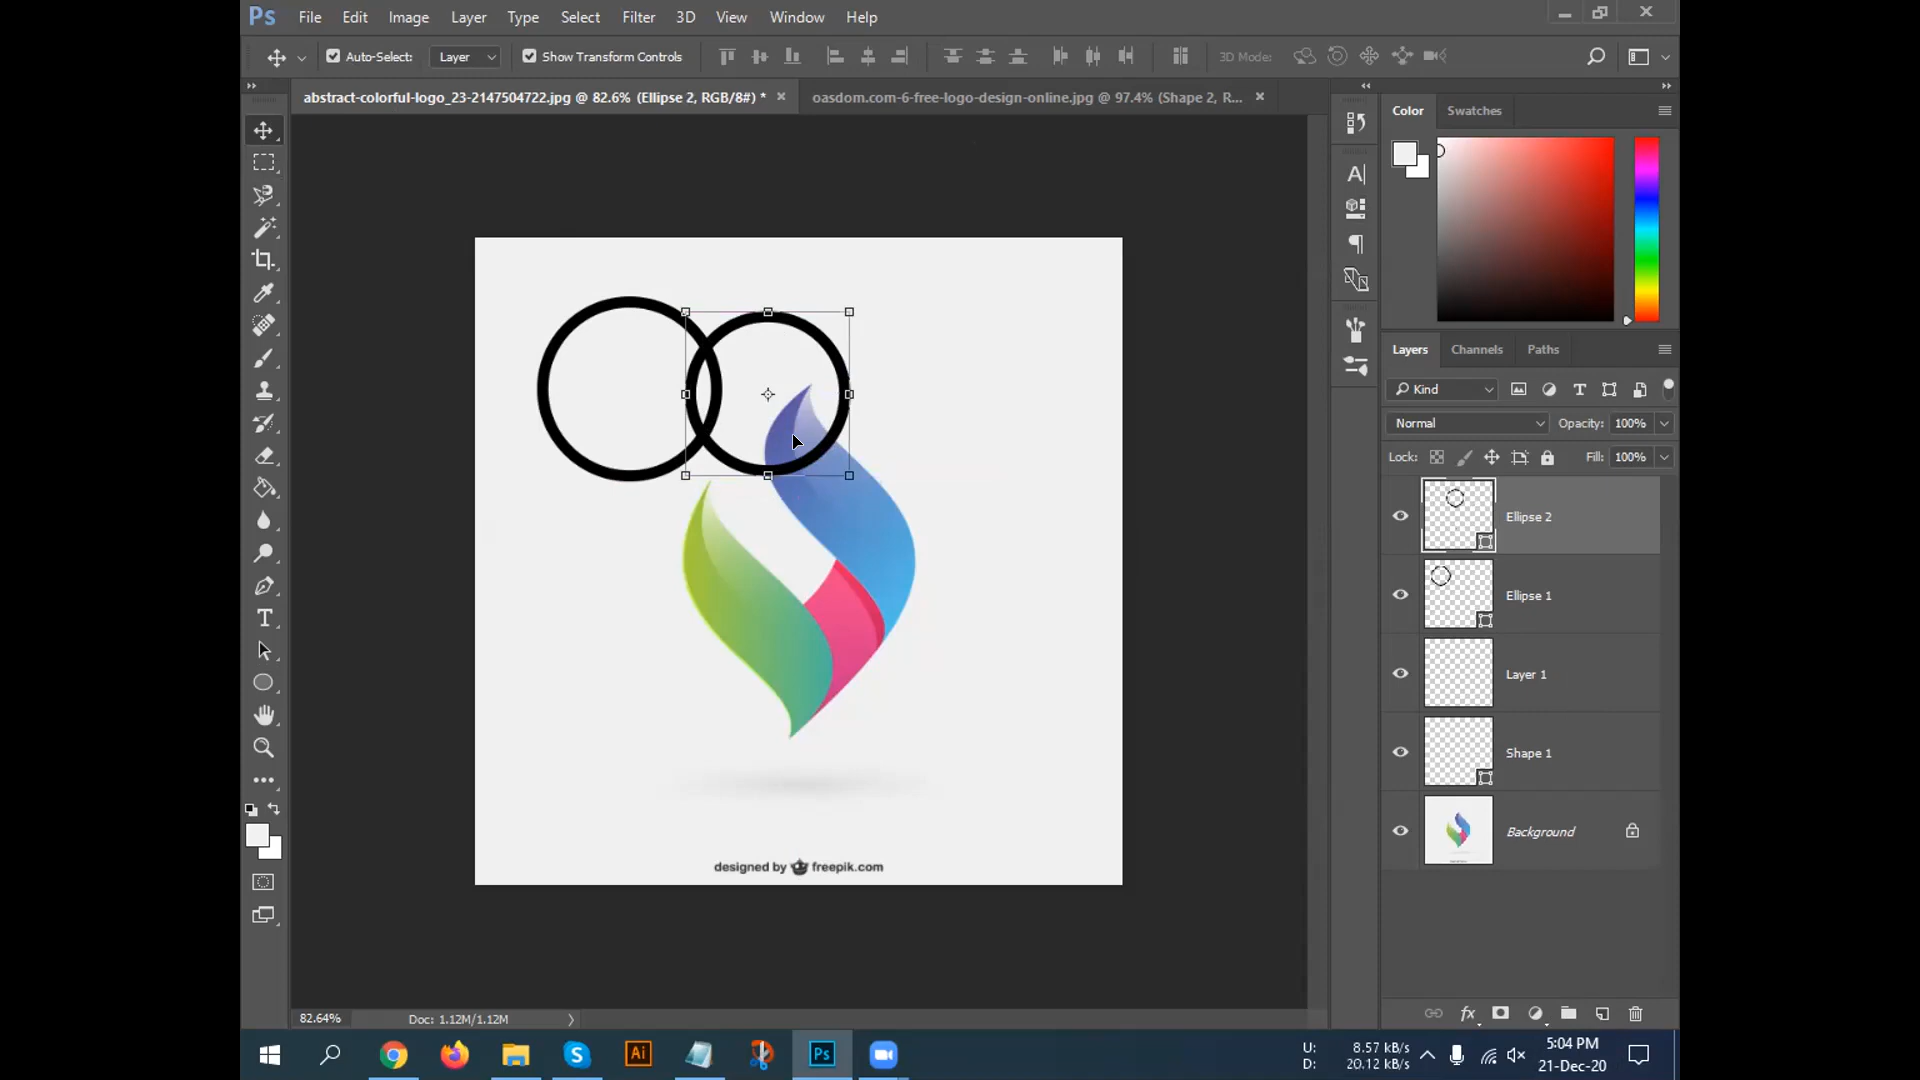 Ps File Edit Image Layer Type Select Filter 3D View Window Help
Auto-Select: Layer Show Transform Controls 3D Mode:
abstract-colorful-logo_23-2147504722.jpg @ 82.6% (Ellipse 2, RGB/8#) * oasdom.com-6-free-logo-design-online.jpg @ 97.4% (Shape 2, R...
Color Swatches
Layers Channels Paths
Kind
Normal Opacity: 100%
Lock: Fill: 100%
Ellipse 2
Ellipse 1
Layer 1
Shape 1
Background
designed by freepik.com
fx
82.64% Doc: 1.12M/1.12M
Ai Ps
U: 8.57 kB/s
D: 20.12 kB/s
5:04 PM
21-Dec-20